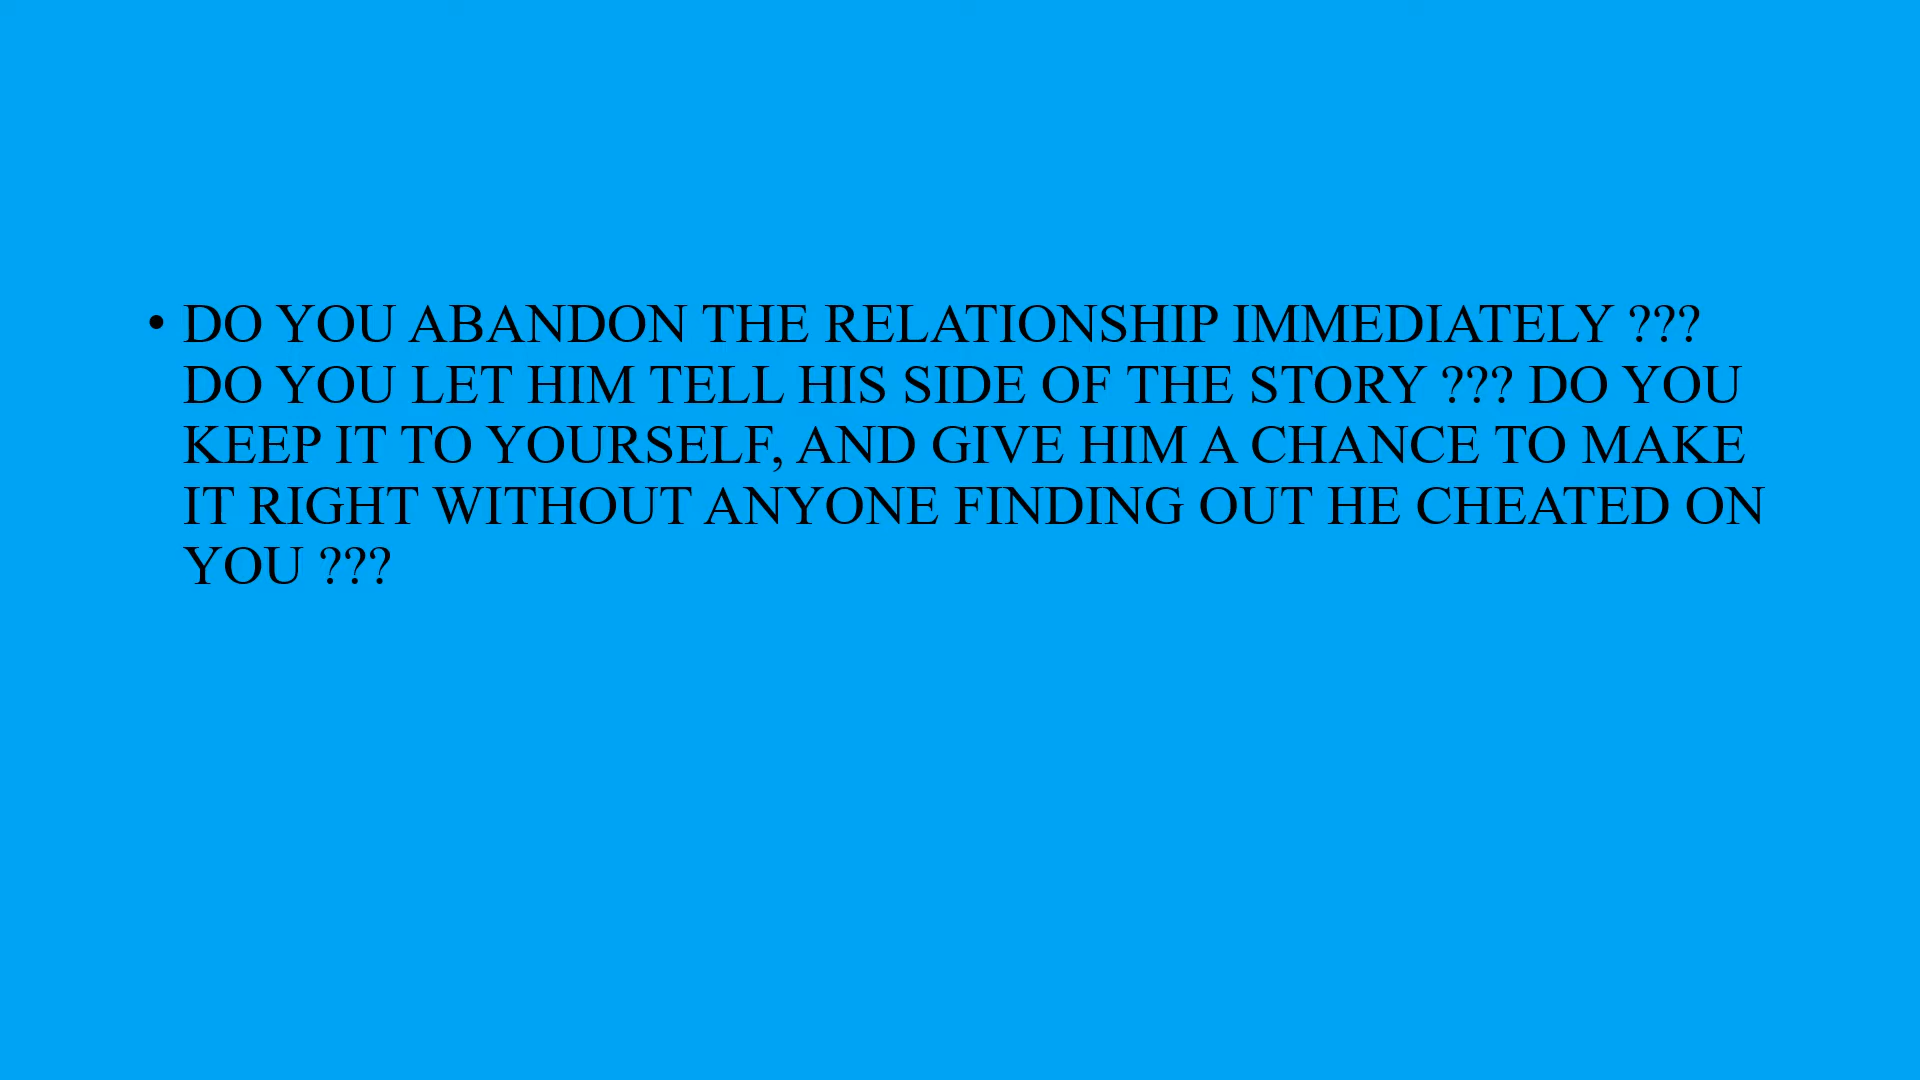 • DO YOU ABANDON THE RELATIONSHIP IMMEDIATELY ???
DO YOU LET HIM TELL HIS SIDE OF THE STORY ??? DO YOU
KEEP IT TO YOURSELF, AND GIVE HIM A CHANCE TO MAKE
IT RIGHT WITHOUT ANYONE FINDING OUT HE CHEATED ON
YOU ???